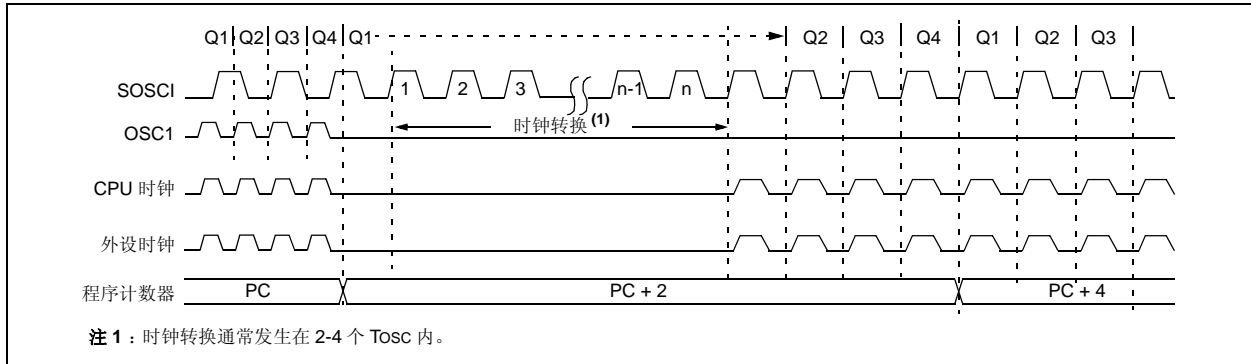 Q1 Q2 Q3 Q4 Q1 Q2 Q3 Q4 Q1 Q2 Q3
SOSCI 1 2 3 n-1 n
OSC1 时钟转换(1)
CPU 时钟
外设时钟
程序计数器 PC PC + 2 PC + 4
注 1：时钟转换通常发生在 2-4 个 TOSC 内。